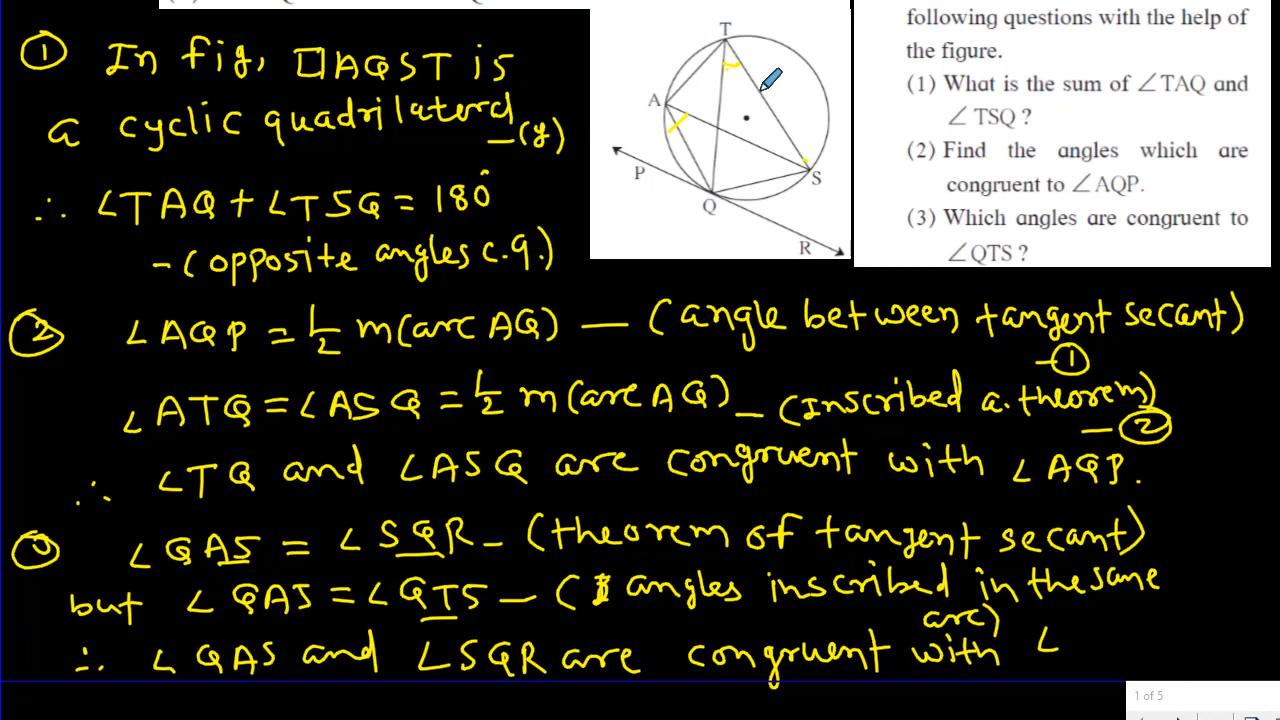 ① In fig, □AQST is
a cyclic quadrilateral
—(g)
∴ ∠TAQ + ∠TSQ = 180°
-(opposite angles c.q.)
② ∠AQP = 1/2 m(arc AQ) — (angle between tangent secant)
—①
∠ATQ = ∠ASQ = 1/2 m(arc AQ) — (Inscribed a. theorem)
—②
∴ ∠TQ and ∠ASQ are congruent with ∠AQP.
∠QAS = ∠SQR - (theorem of tangent secant)
but ∠QAS = ∠QTS — ( angles inscribed in the same
arc)
∴ ∠QAS and ∠SQR are congruent with ∠
T
A
P
Q
S
R
following questions with the help of
the figure.
(1) What is the sum of ∠TAQ and
∠ TSQ ?
(2) Find the angles which are
congruent to ∠AQP.
(3) Which angles are congruent to
∠QTS ?
1 of 5